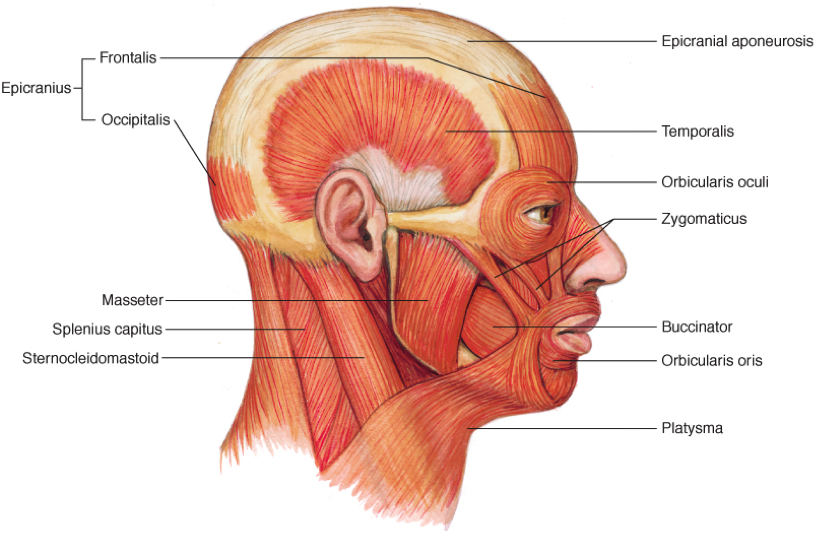 Epicranial aponeurosis
Frontalis
Epicranius
Occipitalis
Temporalis
Orbicularis oculi
Zygomaticus
Masseter
Splenius capitus
Sternocleidomastoid
Buccinator
Orbicularis oris
Platysma